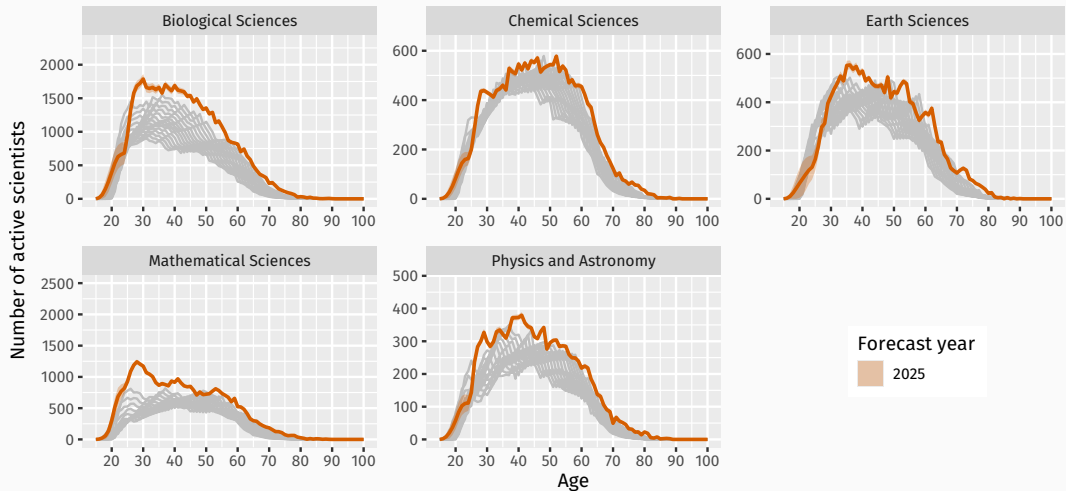 Biological Sciences
Chemical Sciences
Earth Sciences
2000
1500
1000
500
0
600
400
200
0
600
400
200
0
20 30 40 50 60 70 80 90 100
20 30 40 50 60 70 80 90 100
20 30 40 50 60 70 80 90 100
Number of active scientists
Mathematical Sciences
Physics and Astronomy
2500
2000
1500
1000
500
0
500
400
300
200
100
0
20 30 40 50 60 70 80 90 100
20 30 40 50 60 70 80 90 100
Age
Forecast year
2025